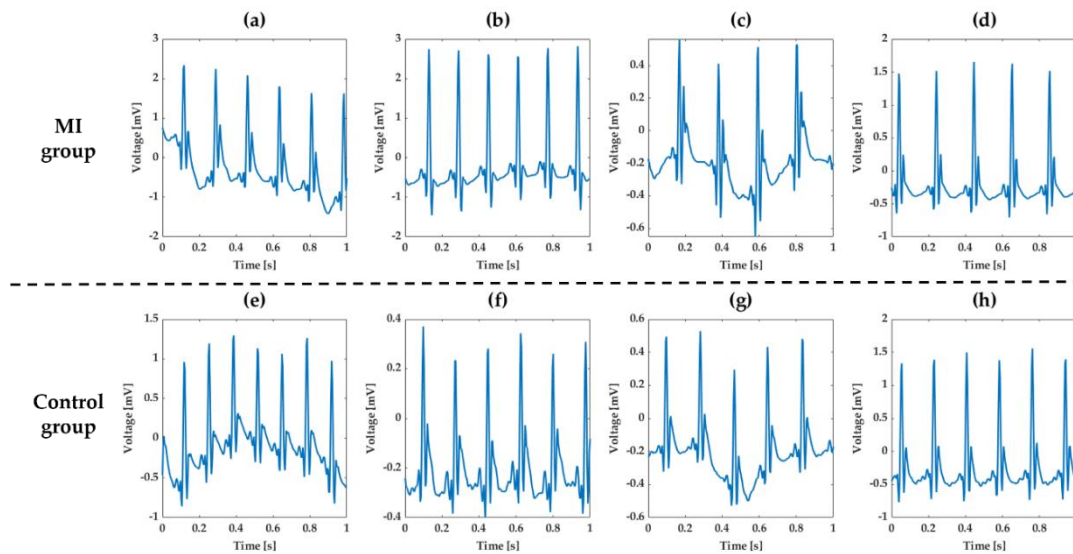 (a) (b) (c) (d)
MI
group
Voltage [mV]
3
2
1
0
-1
-2
0 0.2 0.4 0.6 0.8 1
Time [s]
Voltage [mV]
3
2
1
0
-1
-2
0 0.2 0.4 0.6 0.8 1
Time [s]
Voltage [mV]
0.4
0.2
0
-0.2
-0.4
-0.6
0 0.2 0.4 0.6 0.8 1
Time [s]
Voltage [mV]
2
1.5
1
0.5
0
-0.5
-1
0 0.2 0.4 0.6 0.8
Time [s]
(e) (f) (g) (h)
Control
group
Voltage [mV]
1.5
1
0.5
0
-0.5
-1
0 0.2 0.4 0.6 0.8 1
Time [s]
Voltage [mV]
0.4
0.2
0
-0.2
-0.4
0 0.2 0.4 0.6 0.8 1
Time [s]
Voltage [mV]
0.6
0.4
0.2
0
-0.2
-0.4
-0.6
0 0.2 0.4 0.6 0.8 1
Time [s]
Voltage [mV]
2
1.5
1
0.5
0
-0.5
-1
0 0.2 0.4 0.6 0.8 1
Time [s]